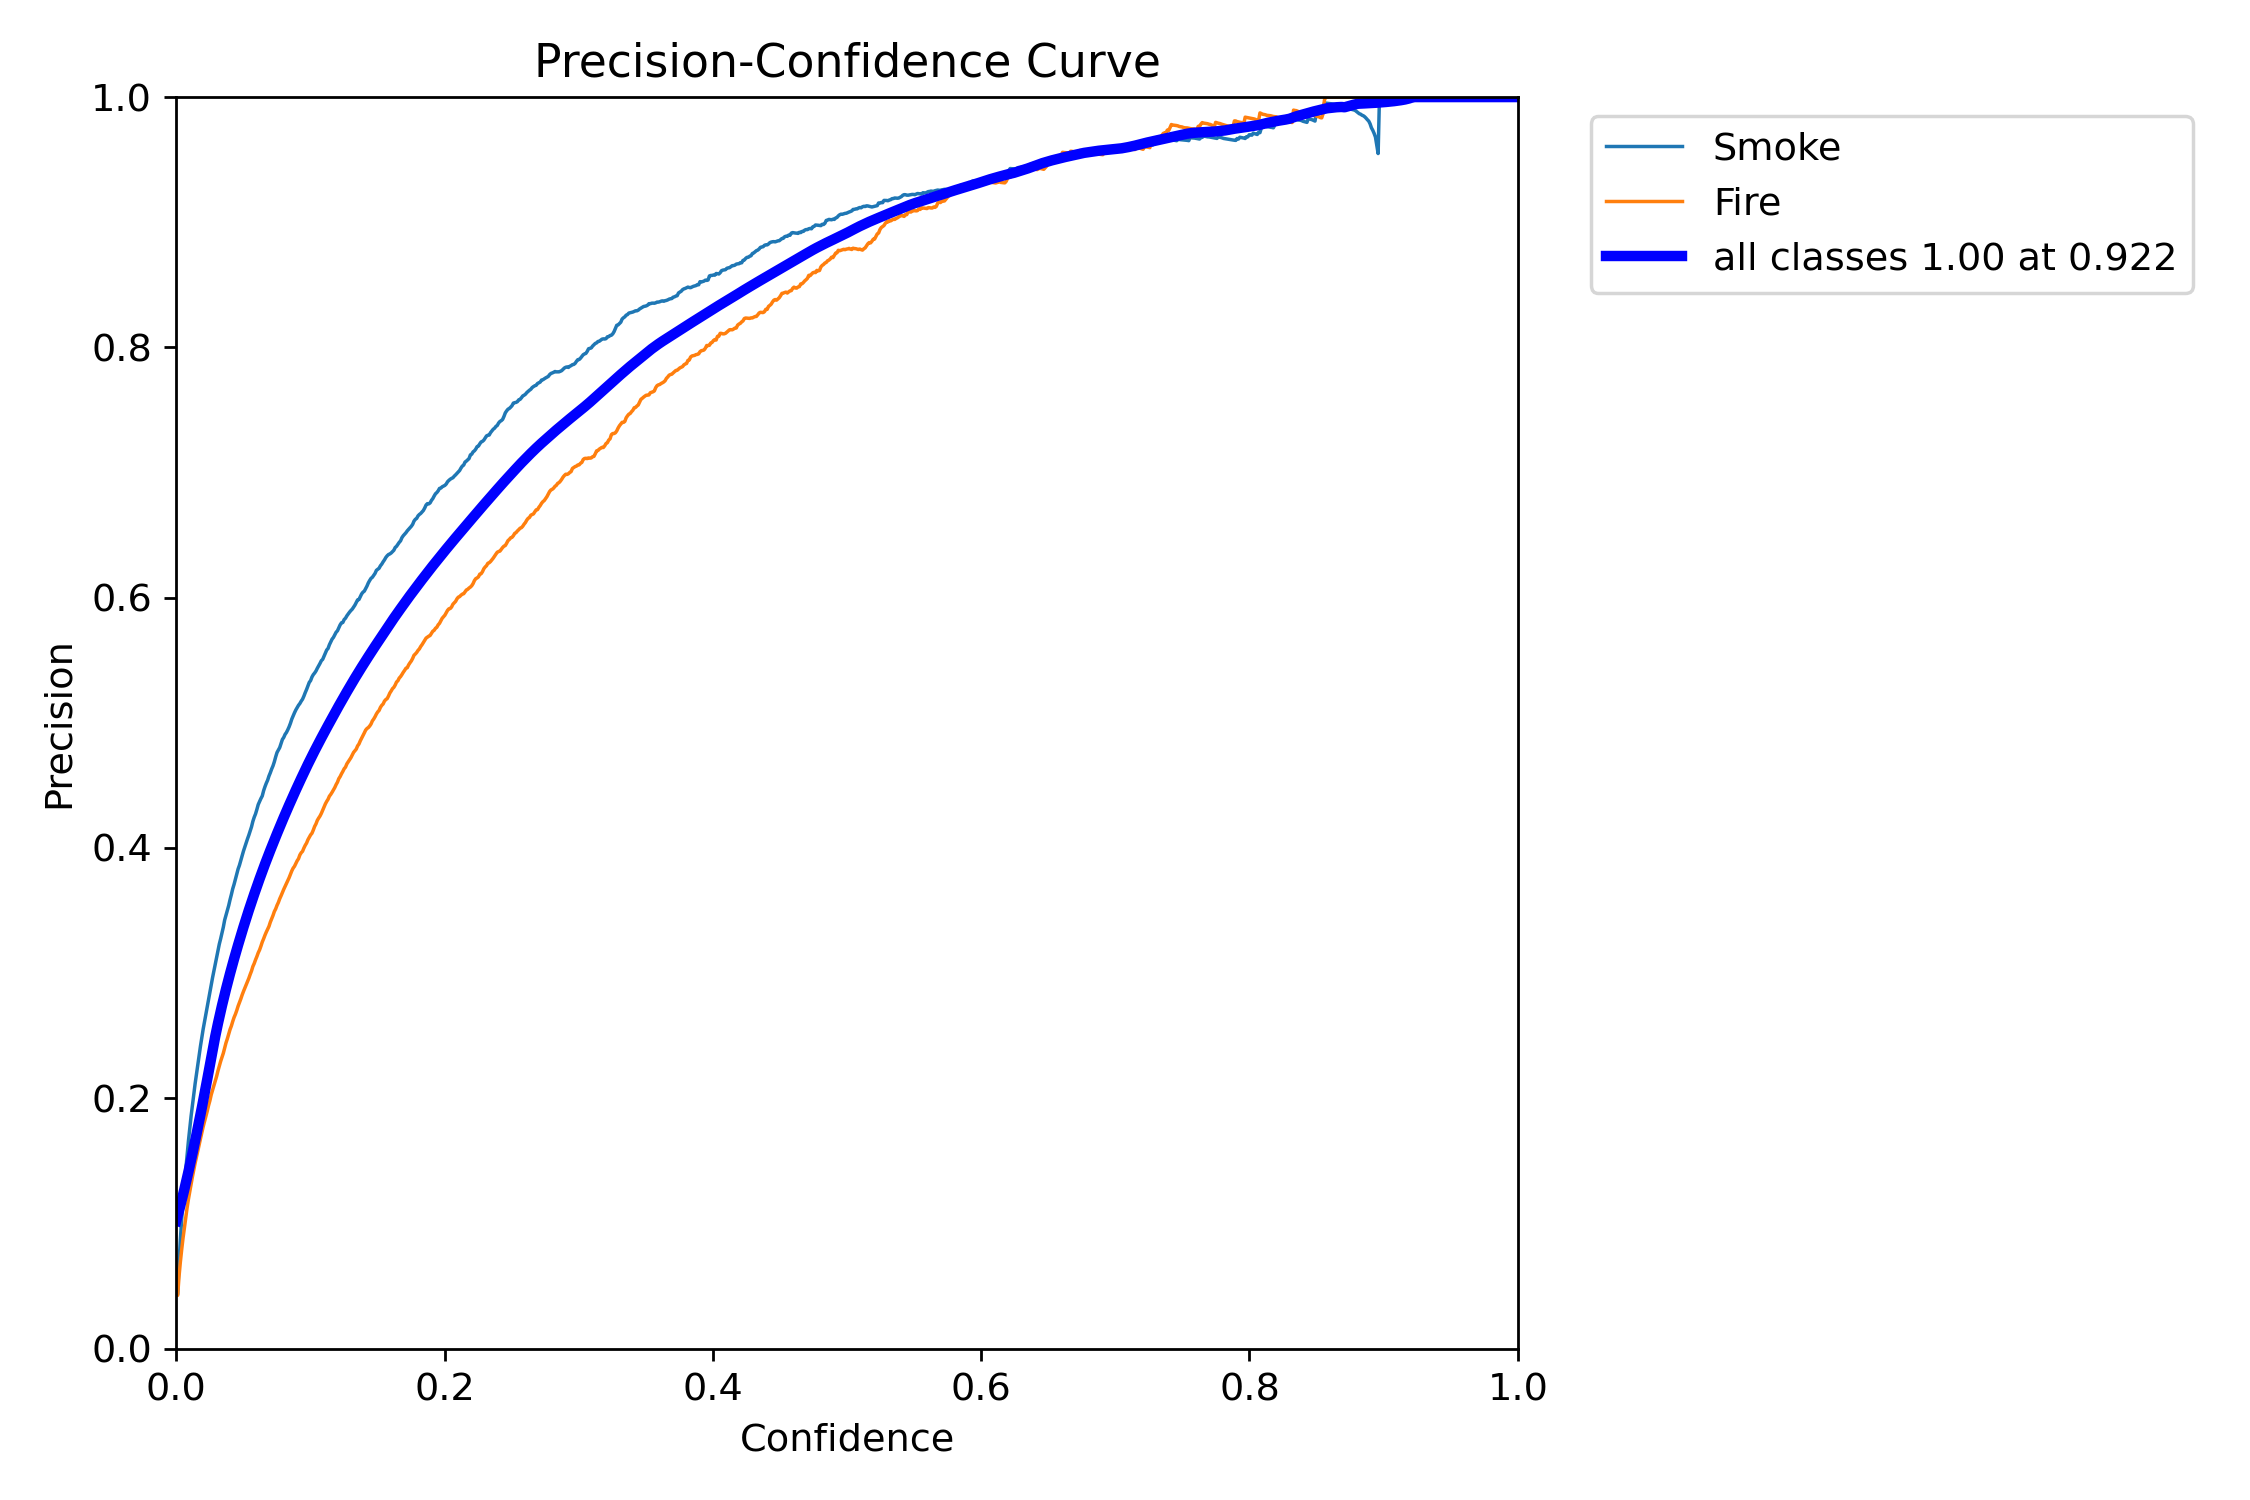 Precision-Confidence Curve
1.0
0.8
0.6
0.4
0.2
0.0
Precision
0.0 0.2 0.4 0.6 0.8 1.0
Confidence
Smoke
Fire
all classes 1.00 at 0.922